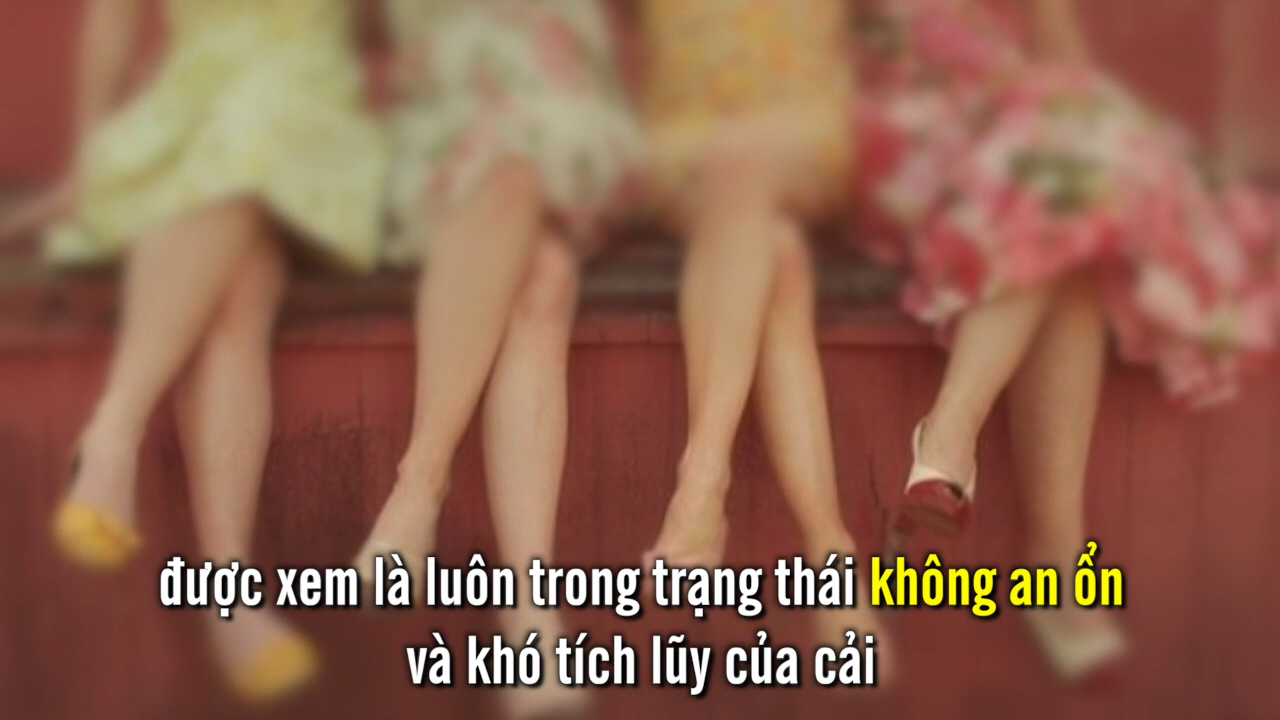 được xem là luôn trong trạng thái không an ổn
và khó tích lũy của cải